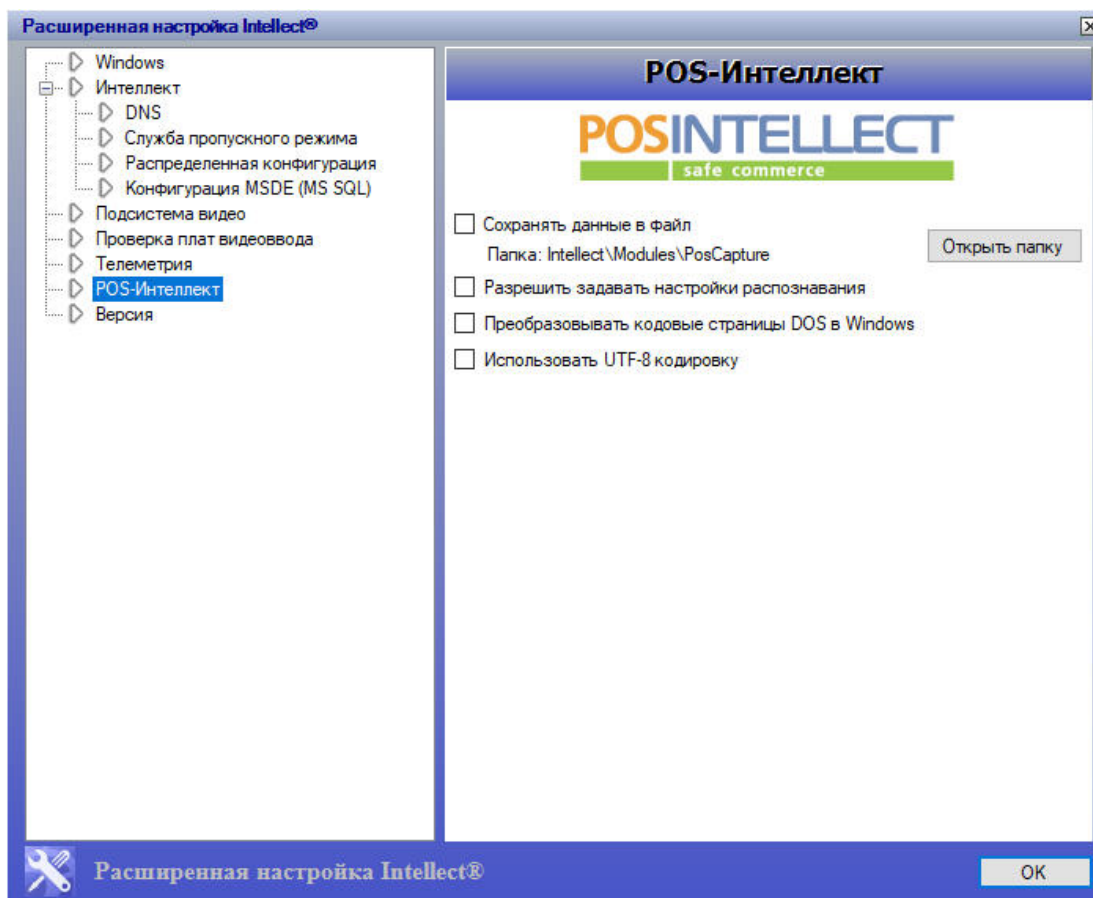 Расширенная настройка Intellect®
Windows
Интеллект
DNS
Служба пропускного режима
Распределенная конфигурация
Конфигурация MSDE (MS SQL)
Подсистема видео
Проверка плат видеоввода
Телеметрия
POS-Интеллект
Версия
POS-Интеллект
POSINTELLECT
safe commerce
Сохранять данные в файл
Папка: Intellect\Modules\PosCapture
Открыть папку
Разрешить задавать настройки распознавания
Преобразовывать кодовые страницы DOS в Windows
Использовать UTF-8 кодировку
Расширенная настройка Intellect®
OK